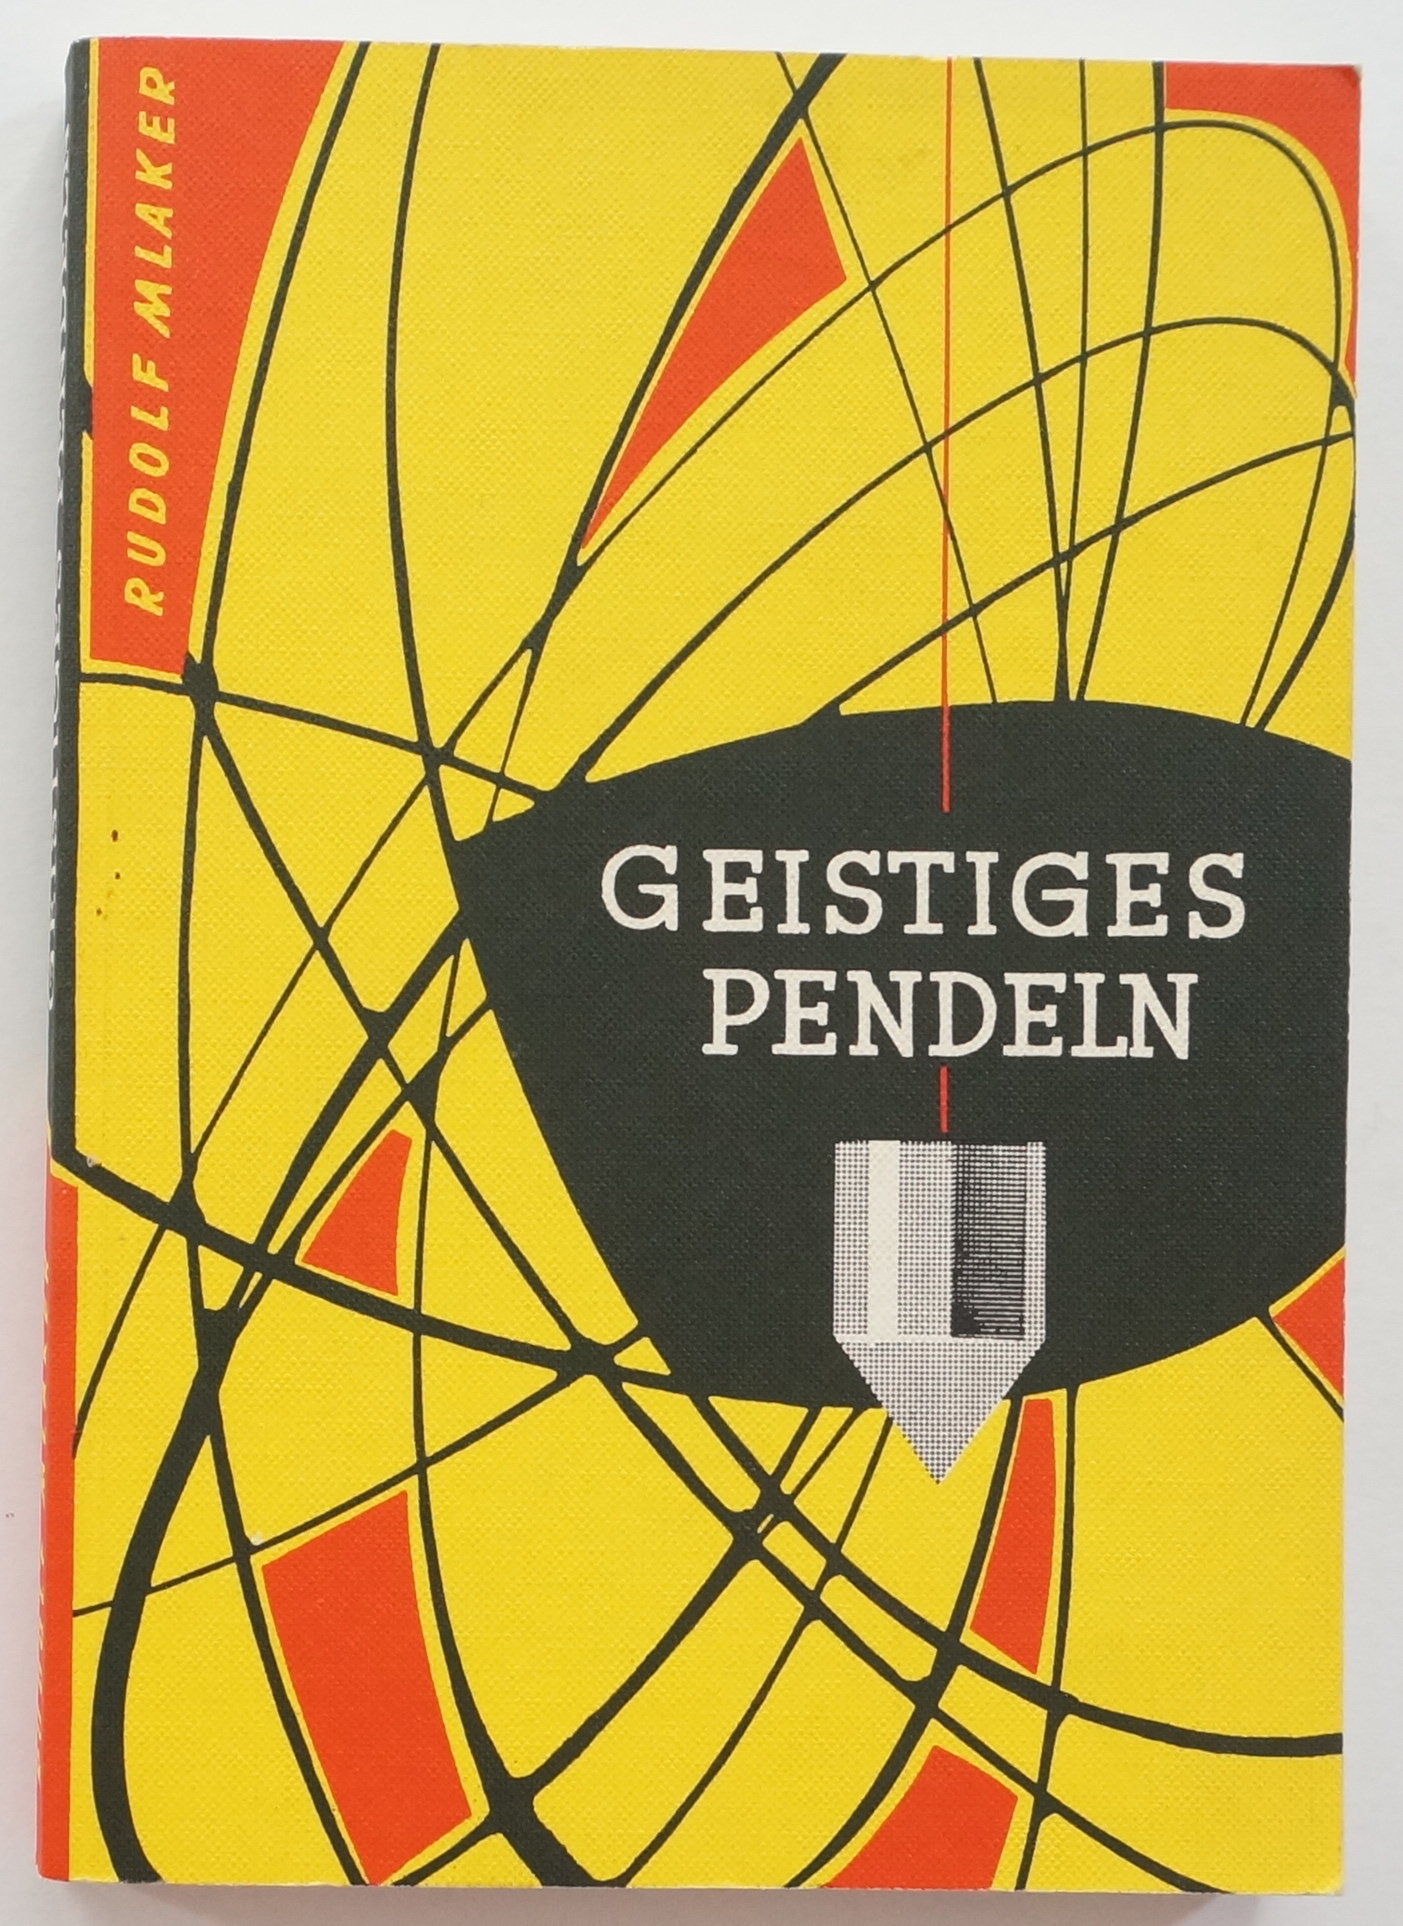 RUDOLF MLAKER
GEISTIGES
PENDELN